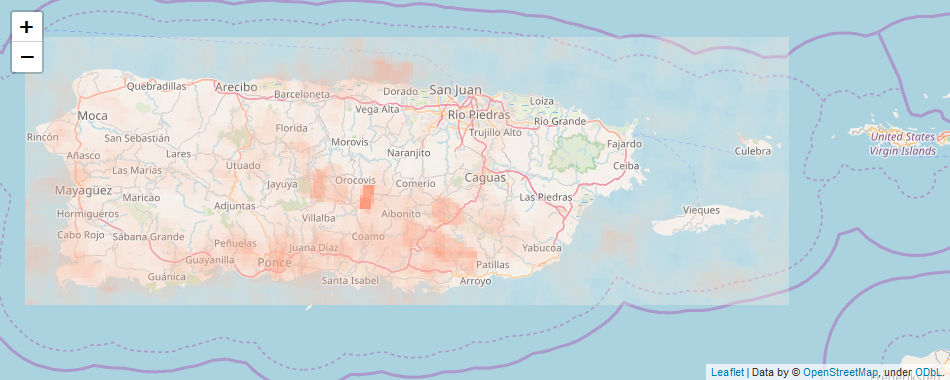 +
−
Quebradillas
Arecibo
Barceloneta
Dorado
San Juan
Loíza
Moca
Vega Alta
Río Piedras
Río Grande
Rincón
San Sebastián
Florida
Morovis
Trujillo Alto
Fajardo
United States
Virgin Islands
Añasco
Lares
Naranjito
Culebra
Las Marías
Utuado
Ceiba
Mayagüez
Jayuya
Orocovis
Comerío
Caguas
Maricao
Adjuntas
Las Piedras
Hormigueros
Villalba
Aibonito
Vieques
Cabo Rojo
Sábana Grande
Peñuelas
Juana Díaz
Coamo
Yabucoa
Guayanilla
Ponce
Patillas
Guánica
Santa Isabel
Arroyo
Leaflet | Data by © OpenStreetMap, under ODbL.